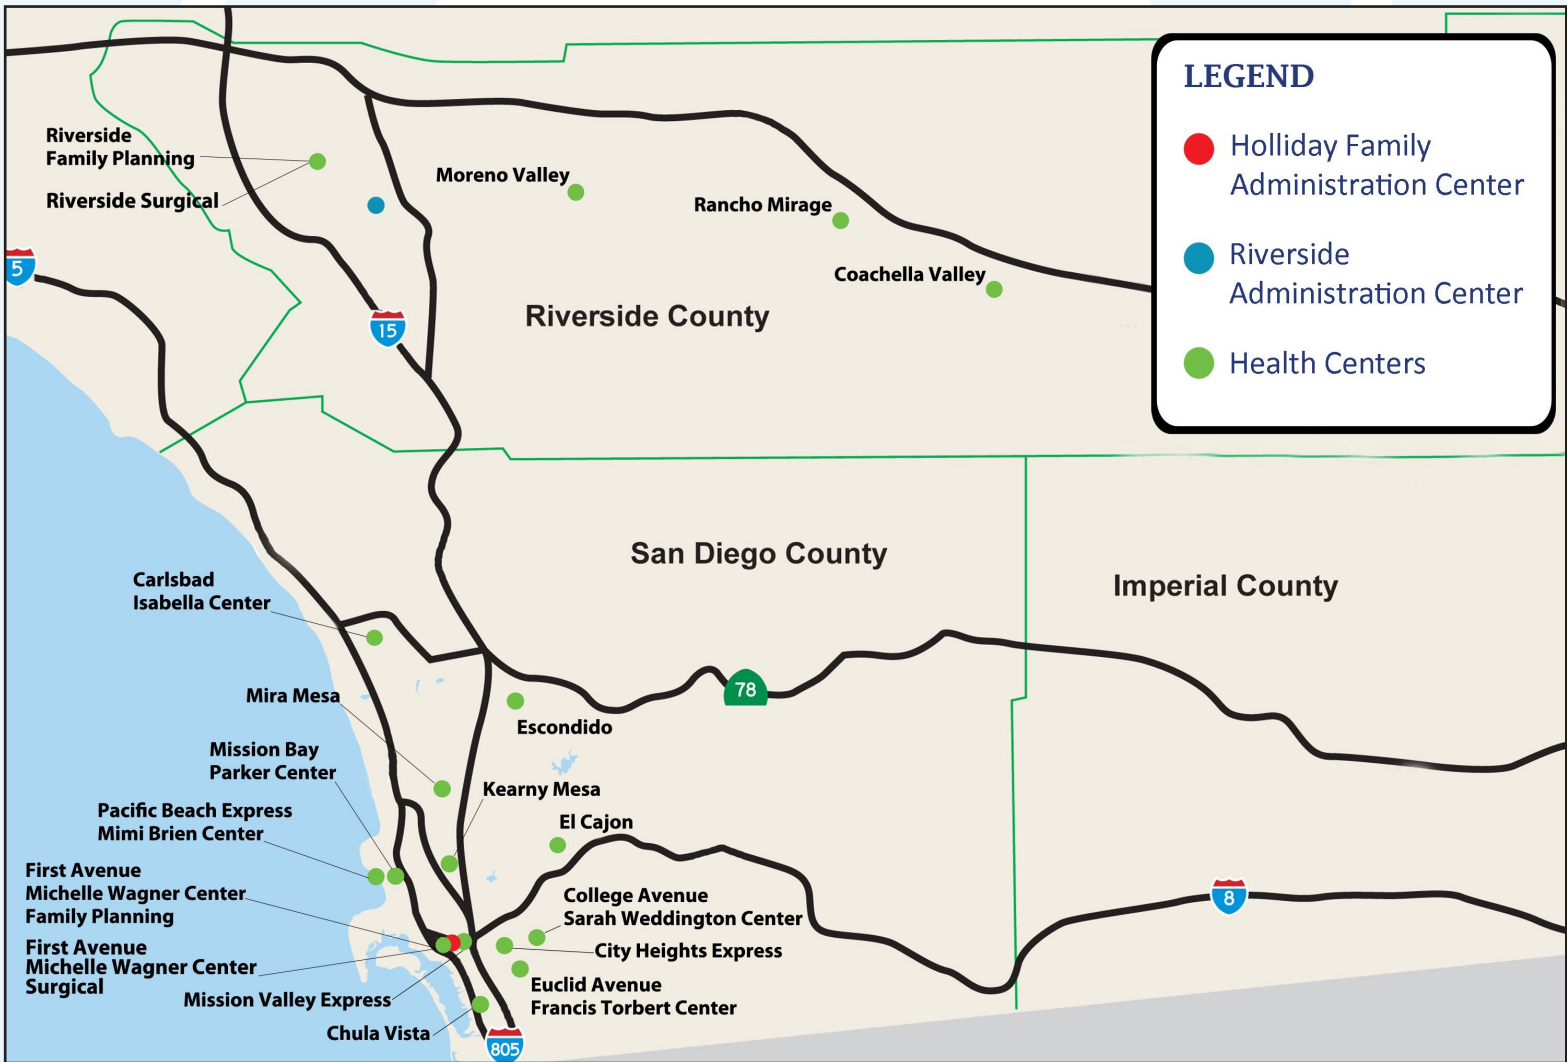 LEGEND
Holliday Family
Administration Center
Riverside
Administration Center
Health Centers
Riverside
Family Planning
Riverside Surgical
Moreno Valley
Rancho Mirage
Coachella Valley
5
15
Riverside County
San Diego County
Imperial County
Carlsbad
Isabella Center
Mira Mesa
78
Escondido
Mission Bay
Parker Center
Kearny Mesa
Pacific Beach Express
Mimi Brien Center
El Cajon
First Avenue
Michelle Wagner Center
Family Planning
College Avenue
Sarah Weddington Center
8
First Avenue
Michelle Wagner Center
Surgical
City Heights Express
Mission Valley Express
Euclid Avenue
Francis Torbert Center
Chula Vista
805